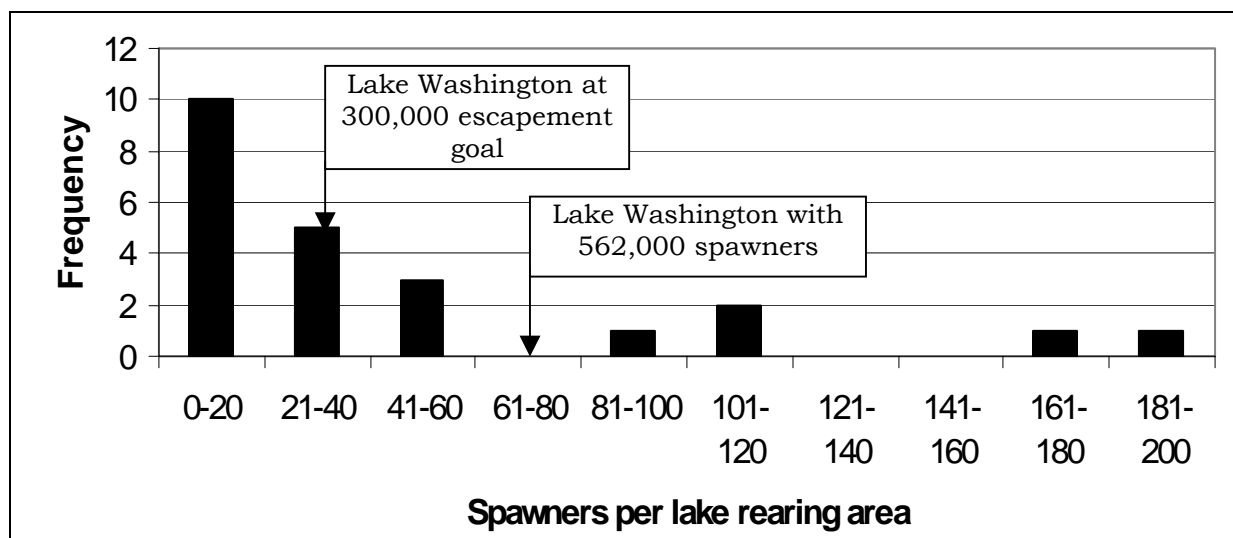 12
10
8
6
4
2
0
Frequency
Lake Washington at
300,000 escapement
goal
Lake Washington with
562,000 spawners
0-20 21-40 41-60 61-80 81-100 101- 121- 141- 161- 181-
120 140 160 180 200
Spawners per lake rearing area